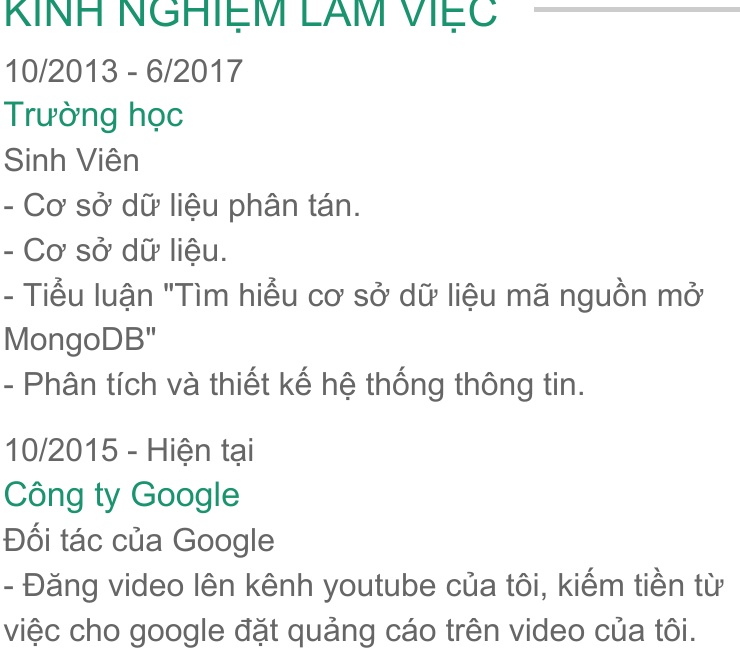 KINH NGHIỆM LÀM VIỆC
10/2013 - 6/2017
Trường học
Sinh Viên
- Cơ sở dữ liệu phân tán.
- Cơ sở dữ liệu.
- Tiểu luận "Tìm hiểu cơ sở dữ liệu mã nguồn mở
MongoDB"
- Phân tích và thiết kế hệ thống thông tin.
10/2015 - Hiện tại
Công ty Google
Đối tác của Google
- Đăng video lên kênh youtube của tôi, kiếm tiền từ
việc cho google đặt quảng cáo trên video của tôi.